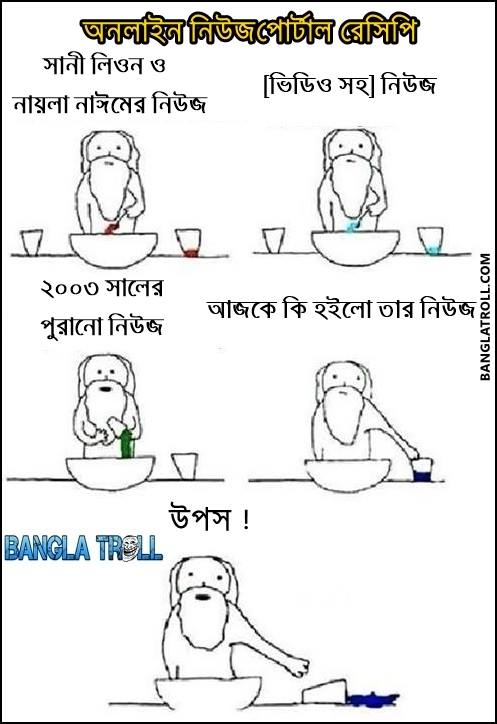 অনলাইন নিউজপোর্টাল রেসিপি
সানী লিওন ও
নায়লা নাঈমের নিউজ
[ভিডিও সহ] নিউজ
২০০৩ সালের
পুরানো নিউজ
আজকে কি হইলো তার নিউজ
BANGLATROLL.COM
উপস !
BANGLA TROLL